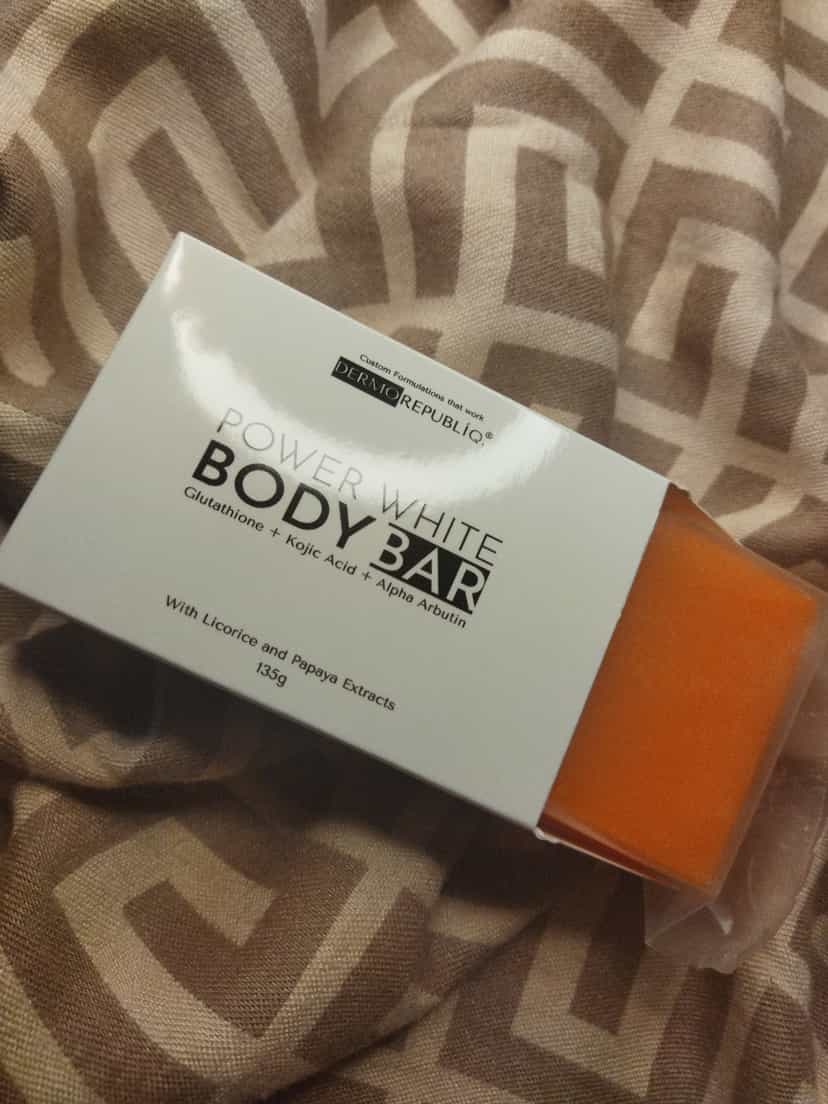 Custom Formulations that work
DERMOREPUBLÍQ®
POWER WHITE
BODY BAR
Glutathione + Kojic Acid + Alpha Arbutin
With Licorice and Papaya Extracts
135g